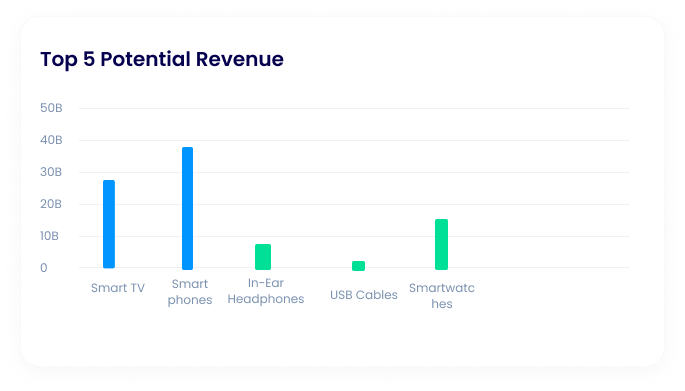 Top 5 Potential Revenue
50B
40B
30B
20B
10B
0
Smart TV
Smart
phones
In-Ear
Headphones
USB Cables
Smartwatc
hes